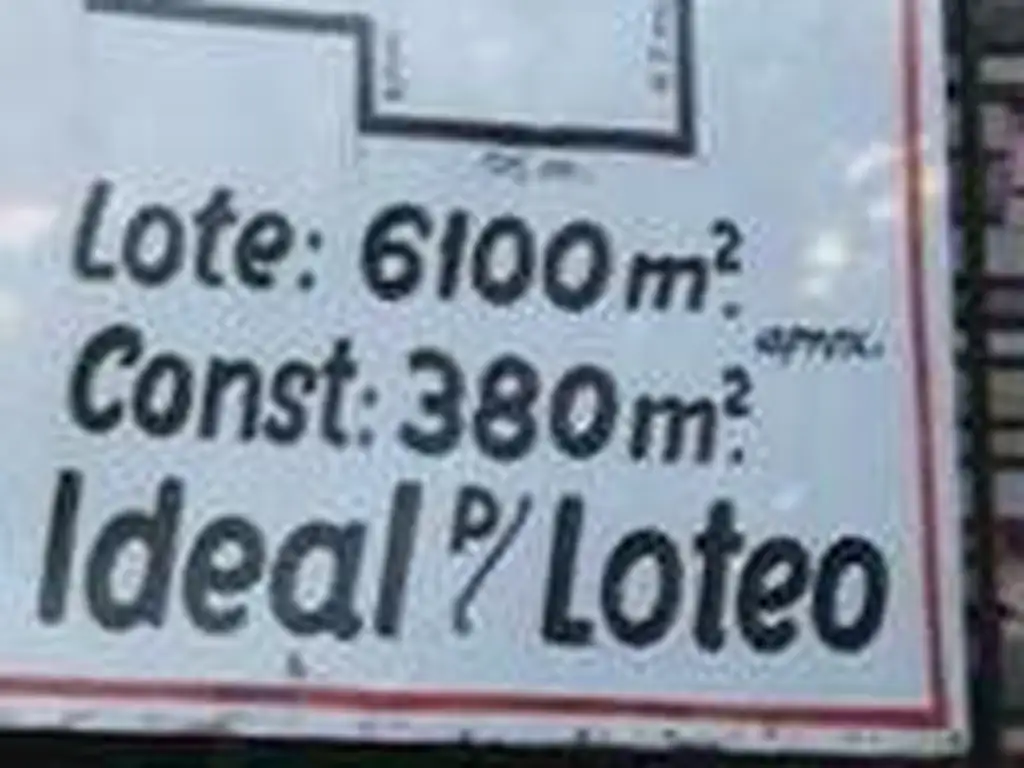 Lote: 6100 m².
aprox.
Const: 380 m².
Ideal p/ Loteo